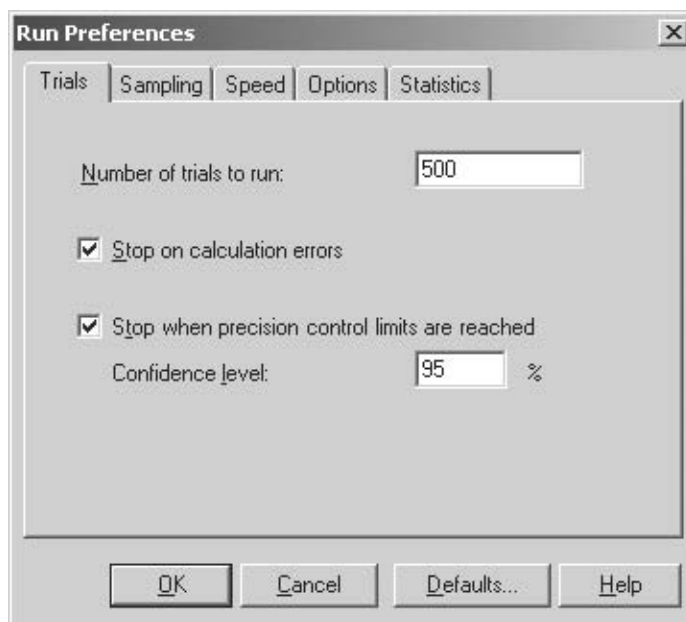 Run Preferences
Trials Sampling Speed Options Statistics
Number of trials to run: 500
Stop on calculation errors
Stop when precision control limits are reached
Confidence level: 95 %
OK Cancel Defaults... Help